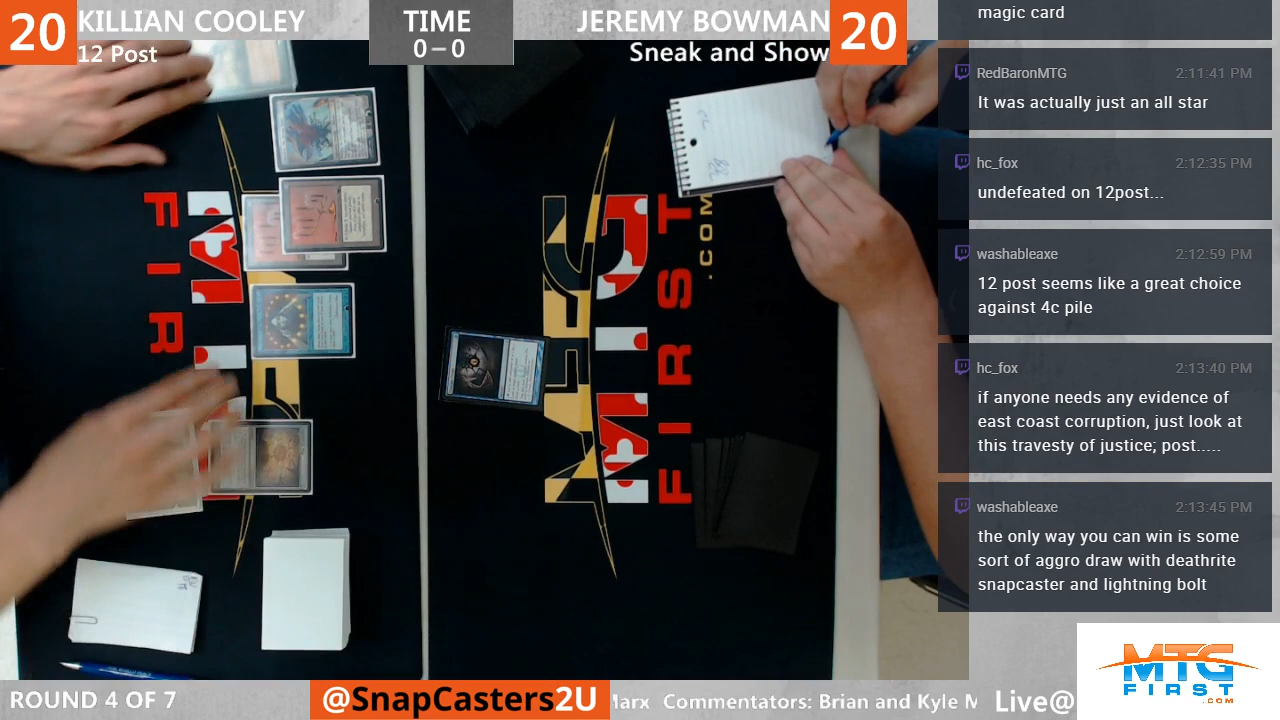 20
KILLIAN COOLEY
12 Post
TIME
0–0
JEREMY BOWMAN
Sneak and Show
20
magic card
RedBaronMTG 2:11:41 PM
It was actually just an all star
hc_fox 2:12:35 PM
undefeated on 12post...
washableaxe 2:12:59 PM
12 post seems like a great choice
against 4c pile
hc_fox 2:13:40 PM
if anyone needs any evidence of
east coast corruption, just look at
this travesty of justice; post.....
washableaxe 2:13:45 PM
the only way you can win is some
sort of aggro draw with deathrite
snapcaster and lightning bolt
FIR
MTG
FIRST
.COM
ROUND 4 OF 7
@SnapCasters2U
Marx Commentators: Brian and Kyle M
Live@
MTG
FIRST
.COM